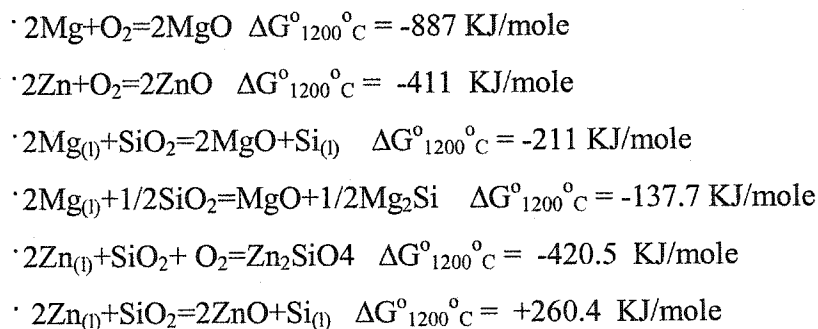 · 2Mg+O₂=2MgO ΔG°₁₂₀₀°C = -887 KJ/mole
· 2Zn+O₂=2ZnO ΔG°₁₂₀₀°C = -411 KJ/mole
· 2Mg₍ₗ₎+SiO₂=2MgO+Si₍ₗ₎ ΔG°₁₂₀₀°C = -211 KJ/mole
· 2Mg₍ₗ₎+1/2SiO₂=MgO+1/2Mg₂Si ΔG°₁₂₀₀°C = -137.7 KJ/mole
· 2Zn₍ₗ₎+SiO₂+ O₂=Zn₂SiO4 ΔG°₁₂₀₀°C = -420.5 KJ/mole
· 2Zn₍ₗ₎+SiO₂=2ZnO+Si₍ₗ₎ ΔG°₁₂₀₀°C = +260.4 KJ/mole